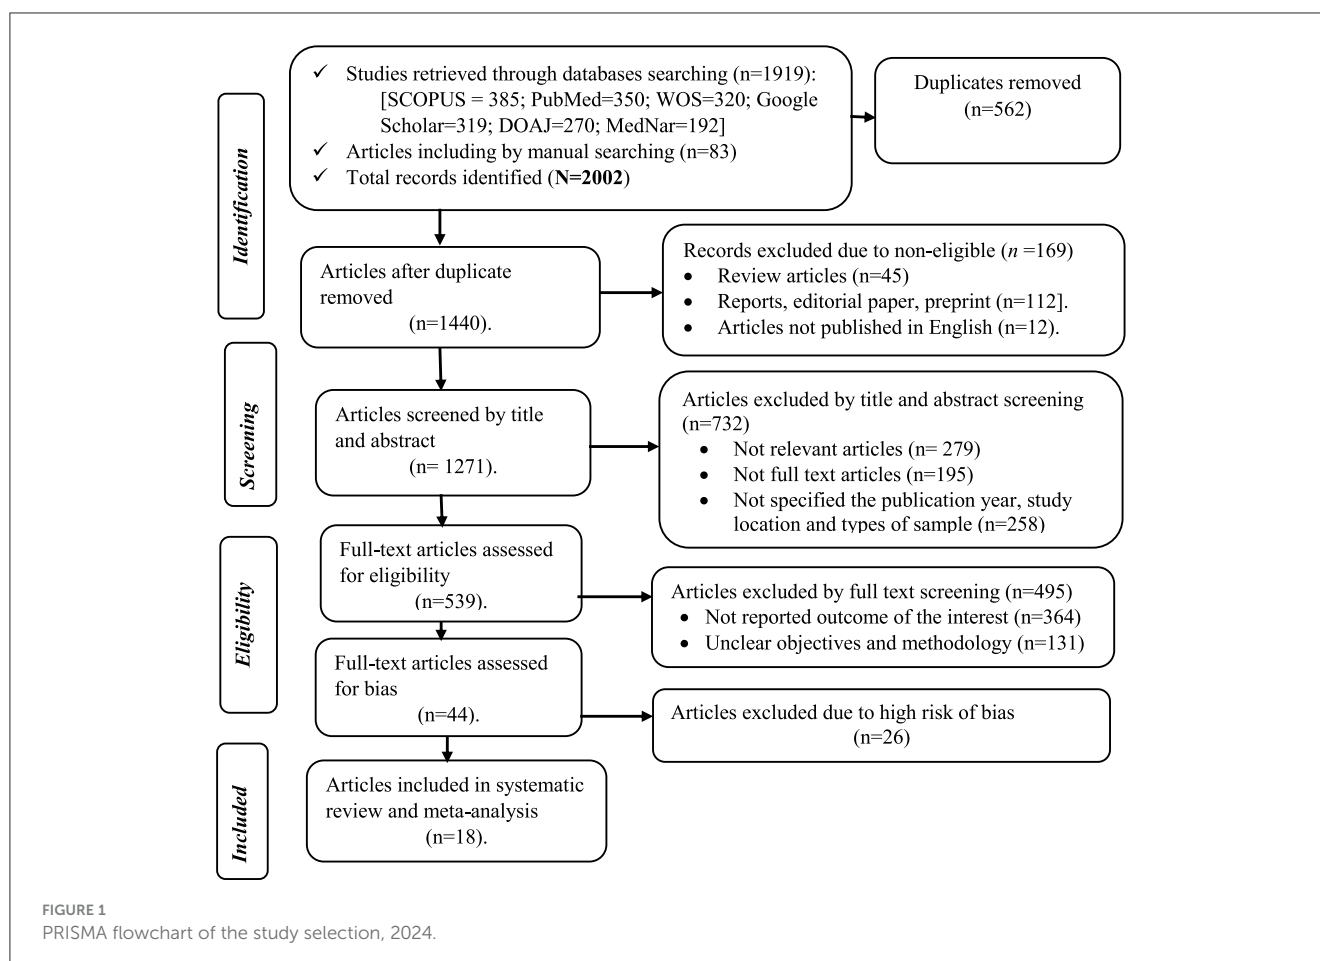 Identification
✓ Studies retrieved through databases searching (n=1919):
[SCOPUS = 385; PubMed=350; WOS=320; Google
Scholar=319; DOAJ=270; MedNar=192]
✓ Articles including by manual searching (n=83)
✓ Total records identified (N=2002)
Duplicates removed
(n=562)
Articles after duplicate
removed
(n=1440).
Records excluded due to non-eligible (n =169)
• Review articles (n=45)
• Reports, editorial paper, preprint (n=112].
• Articles not published in English (n=12).
Screening
Articles screened by title
and abstract
(n= 1271).
Articles excluded by title and abstract screening
(n=732)
• Not relevant articles (n= 279)
• Not full text articles (n=195)
• Not specified the publication year, study
location and types of sample (n=258)
Eligibility
Full-text articles assessed
for eligibility
(n=539).
Articles excluded by full text screening (n=495)
• Not reported outcome of the interest (n=364)
• Unclear objectives and methodology (n=131)
Full-text articles assessed
for bias
(n=44).
Articles excluded due to high risk of bias
(n=26)
Included
Articles included in systematic
review and meta-analysis
(n=18).
FIGURE 1
PRISMA flowchart of the study selection, 2024.